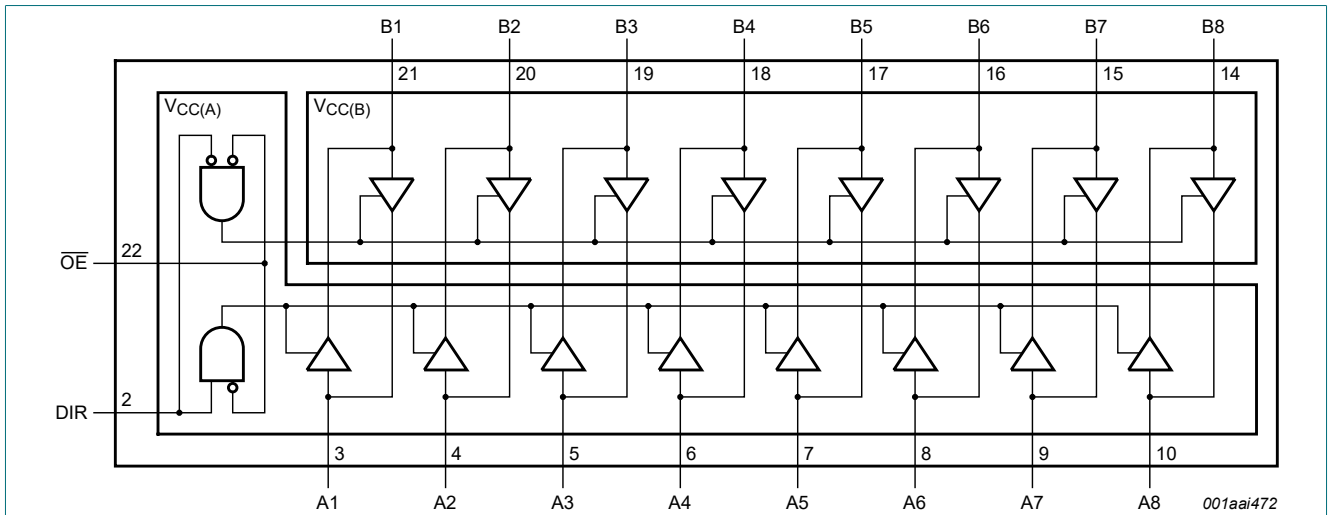 B1 B2 B3 B4 B5 B6 B7 B8
21 20 19 18 17 16 15 14
VCC(A) VCC(B)
OE 22
DIR 2
3 4 5 6 7 8 9 10
A1 A2 A3 A4 A5 A6 A7 A8 001aai472